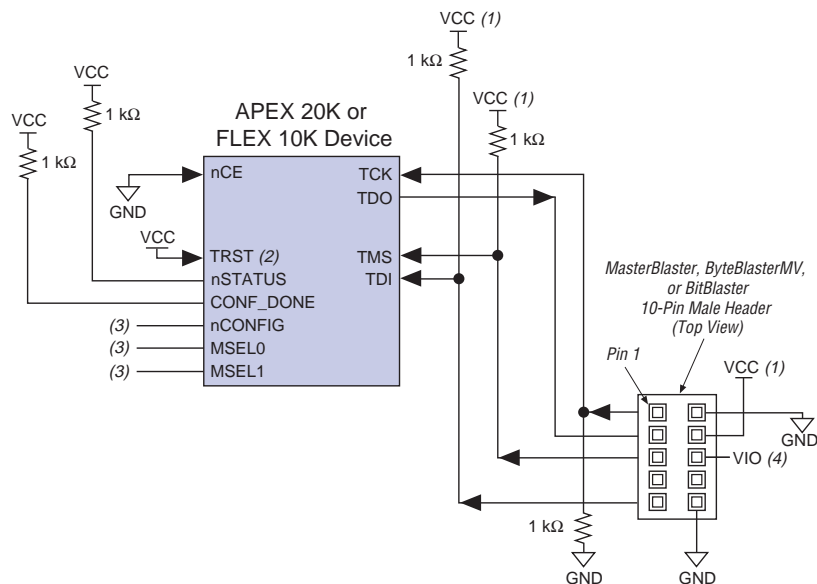 VCC (1)
1 kΩ
VCC
1 kΩ
VCC (1)
1 kΩ
VCC
1 kΩ
APEX 20K or
FLEX 10K Device
nCE
GND
TCK
TDO
VCC
TRST (2)
TMS
nSTATUS
TDI
CONF_DONE
(3)
nCONFIG
(3)
MSEL0
(3)
MSEL1
MasterBlaster, ByteBlasterMV,
or BitBlaster
10-Pin Male Header
(Top View)
Pin 1
VCC (1)
GND
VIO (4)
1 kΩ
GND
GND